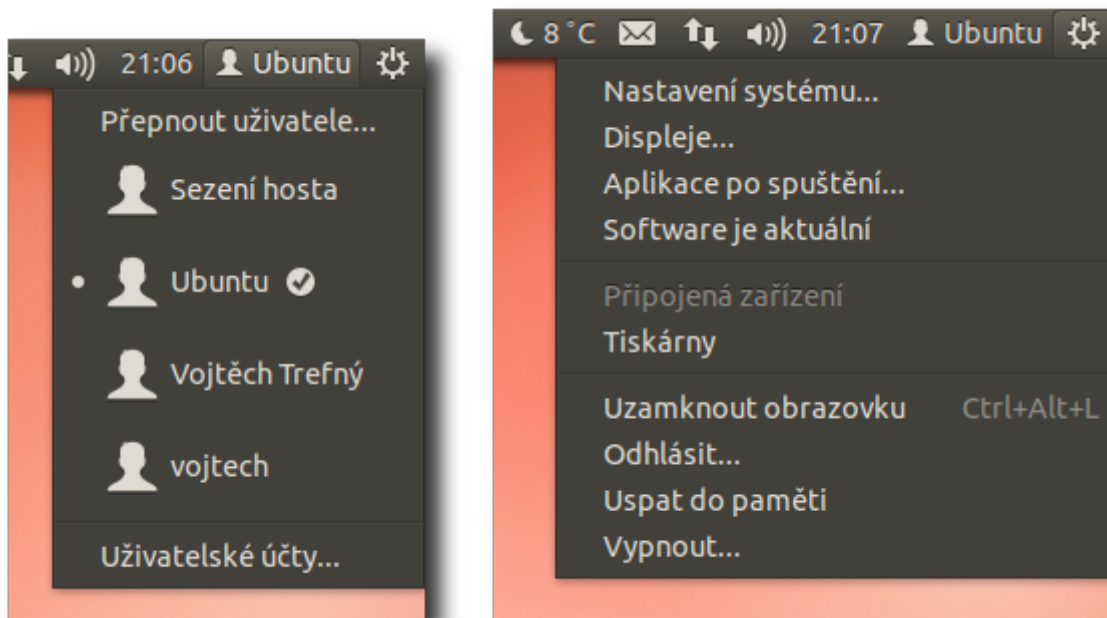 21:06 Ubuntu
Přepnout uživatele...
Sezení hosta
Ubuntu
Vojtěch Trefný
vojtech
Uživatelské účty...
8 °C 21:07 Ubuntu
Nastavení systému...
Displeje...
Aplikace po spuštění...
Software je aktuální
Připojená zařízení
Tiskárny
Uzamknout obrazovku Ctrl+Alt+L
Odhlásit...
Uspat do paměti
Vypnout...